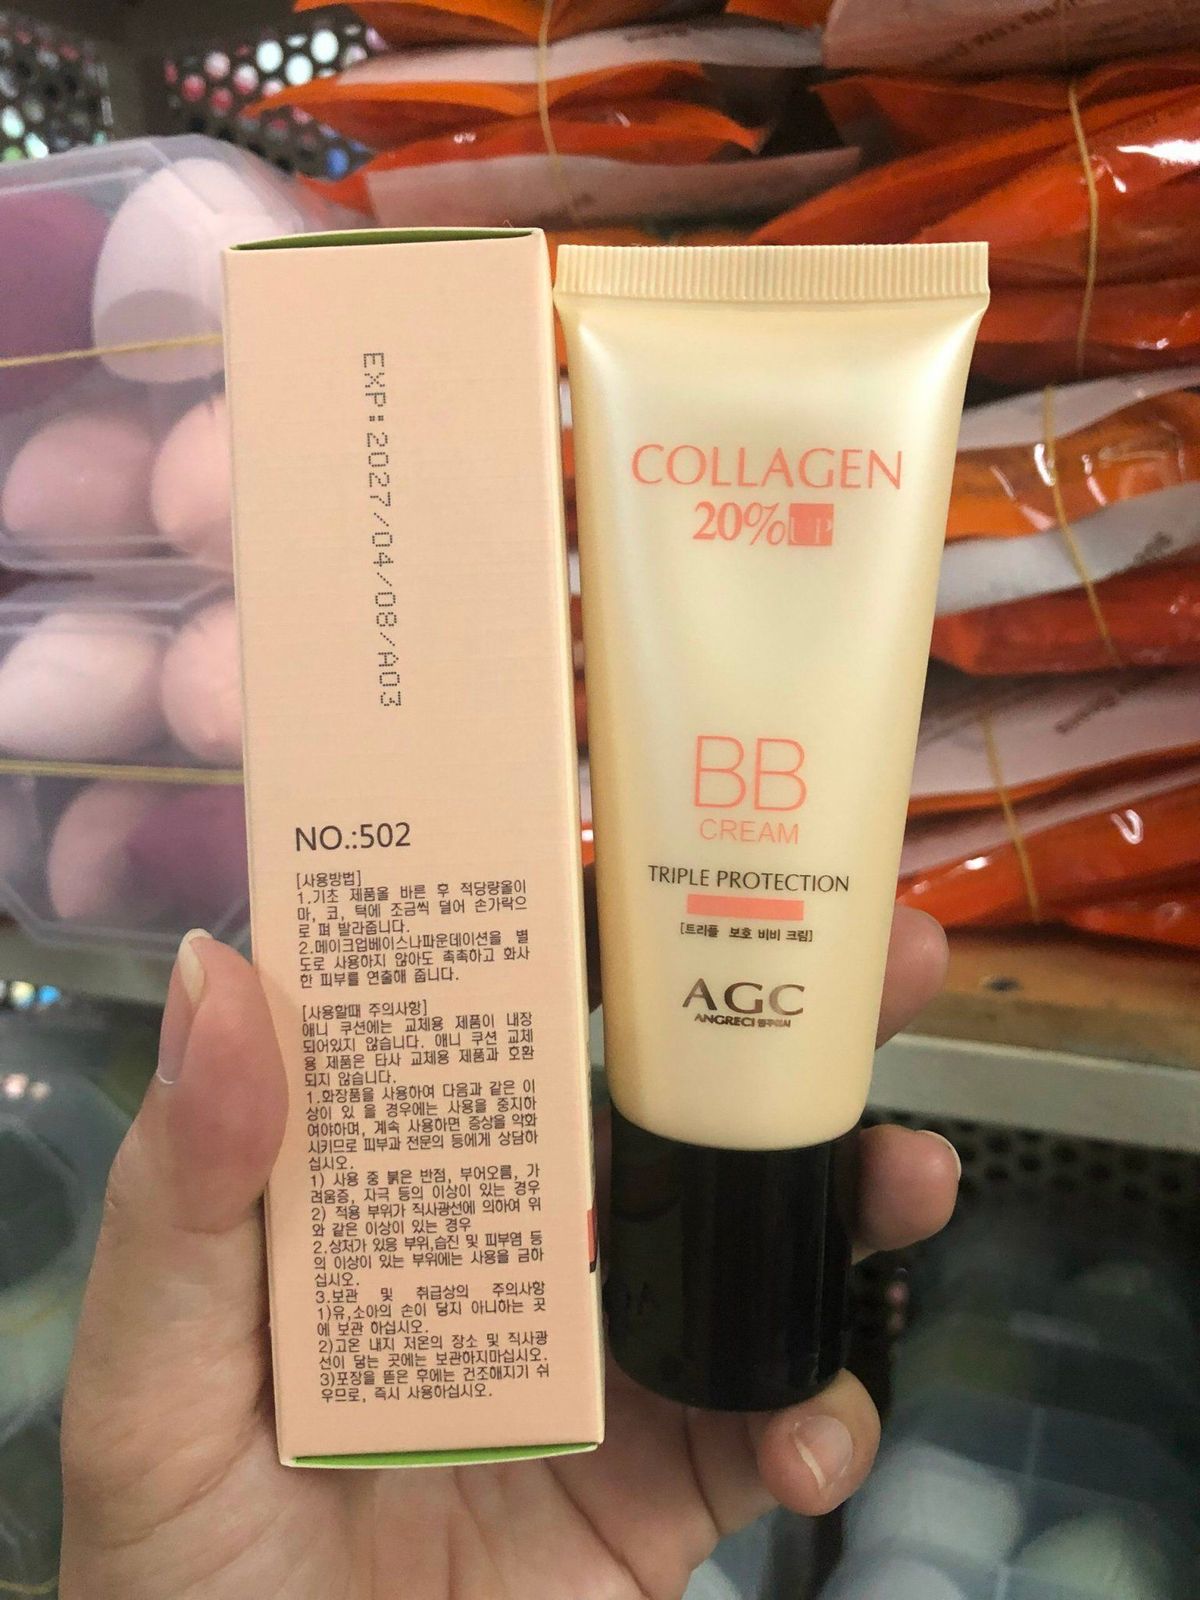 EXP:2027/04/08/A03
NO.:502
[사용방법]
1.기초 제품을 바른 후 적당량을이
마, 코, 턱에 조금씩 덜어 손가락으
로 펴 발라줍니다.
2.메이크업베이스나파운데이션을 별
도로 사용하지 않아도 촉촉하고 화사
한 피부를 연출해 줍니다.
[사용할때 주의사항]
애니 쿠션에는 교체용 제품이 내장
되어있지 않습니다. 애니 쿠션 교체
용 제품은 타사 교체용 제품과 호환
되지 않습니다.
1.화장품을 사용하여 다음과 같은 이
상이 있 을 경우에는 사용을 중지하
여야하며, 계속 사용하면 증상을 악화
시키므로 피부과 전문의 등에게 상담하
십시오.
1) 사용 중 붉은 반점, 부어오름, 가
려움증, 자극 등의 이상이 있는 경우
2) 적용 부위가 직사광선에 의하여 위
와 같은 이상이 있는 경우
2.상처가 있응 부위,습진 및 피부염 등
의 이상이 있는 부위에는 사용을 금하
십시오.
3.보관 및 취급상의 주의사항
1)유,소아의 손이 닿지 아니하는 곳
에 보관 하십시오.
2)고온 내지 저온의 장소 및 직사광
선이 닿는 곳에는 보관하지마십시오.
3)포장을 뜯은 후에는 건조해지기 쉬
우므로, 즉시 사용하십시오.
COLLAGEN
20% UP
BB
CREAM
TRIPLE PROTECTION
[트리플 보호 비비 크림]
AGC
ANGRECI